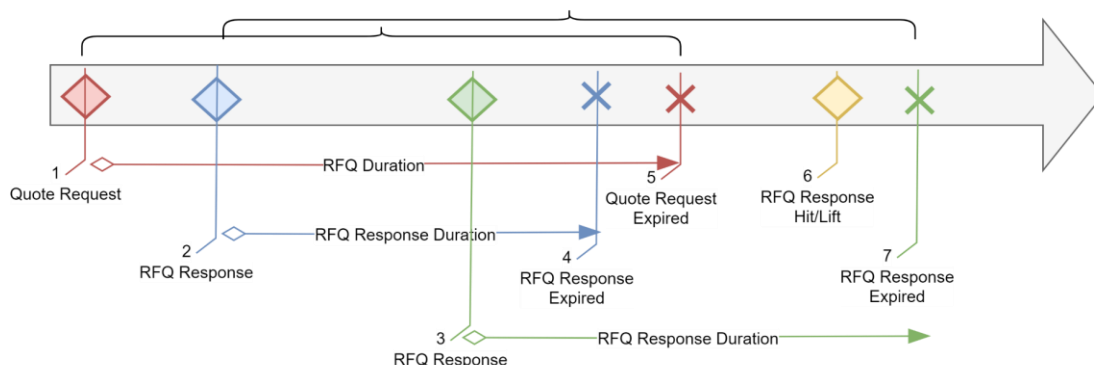 1
Quote Request
RFQ Duration
5
Quote Request
Expired
6
RFQ Response
Hit/Lift
2
RFQ Response
RFQ Response Duration
4
RFQ Response
Expired
7
RFQ Response
Expired
3
RFQ Response
RFQ Response Duration